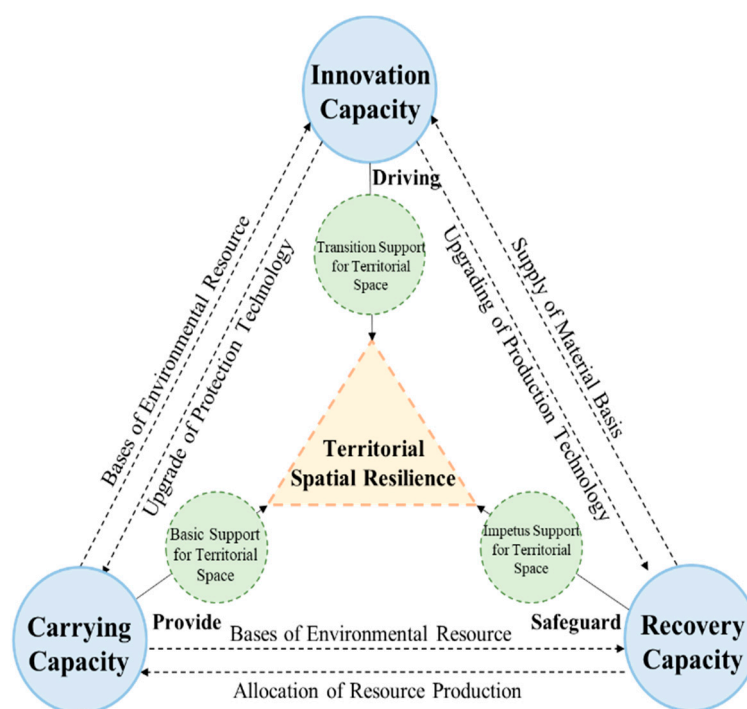 Innovation
Capacity
Driving
Transition Support
for Territorial
Space
Bases of Environmental Resource
Upgrade of Protection Technology
Upgrading of Production Technology
Supply of Material Basis
Territorial
Spatial Resilience
Basic Support
for Territorial
Space
Impetus Support
for Territorial
Space
Carrying
Capacity
Provide
Safeguard
Recovery
Capacity
Bases of Environmental Resource
Allocation of Resource Production